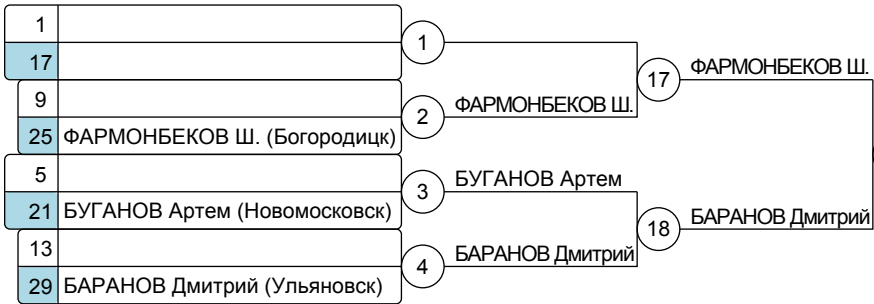 1
17
1
9
25 ФАРМОНБЕКОВ Ш. (Богородицк)
2
ФАРМОНБЕКОВ Ш.
17
ФАРМОНБЕКОВ Ш.
5
21 БУГАНОВ Артем (Новомосковск)
3
БУГАНОВ Артем
13
29 БАРАНОВ Дмитрий (Ульяновск)
4
БАРАНОВ Дмитрий
18
БАРАНОВ Дмитрий